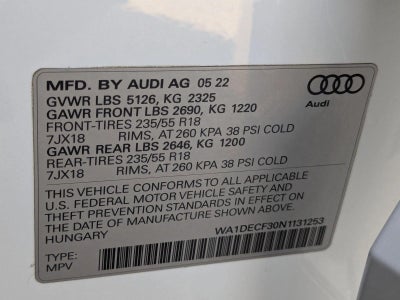 MFD. BY AUDI AG 05 22
GVWR LBS 5126, KG 2325
GAWR FRONT LBS 2690, KG 1220
FRONT-TIRES 235/55 R18
7JX18 RIMS, AT 260 KPA 38 PSI COLD
GAWR REAR LBS 2646, KG 1200
REAR-TIRES 235/55 R18
7JX18 RIMS, AT 260 KPA 38 PSI COLD
Audi
THIS VEHICLE CONFORMS TO ALL APPLICABLE
U.S. FEDERAL MOTOR VEHICLE SAFETY AND
THEFT PREVENTION STANDARDS IN EFFECT ON
THE DATE OF MANUFACTURE SHOWN ABOVE
HUNGARY
WA1DECF30N1131253
TYPE:
MPV